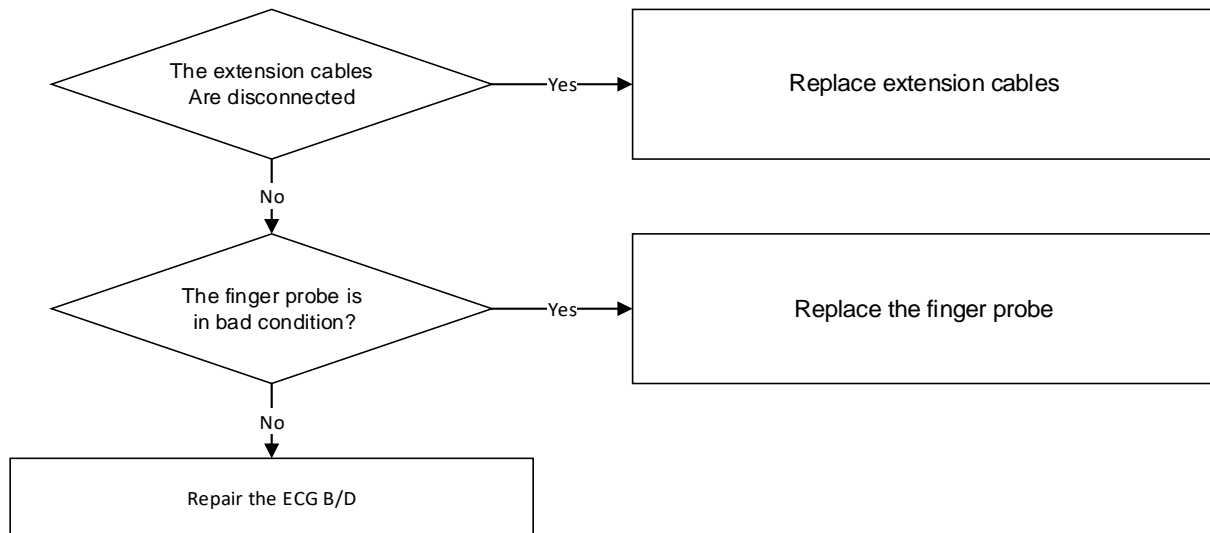 The extension cables
Are disconnected
Yes
Replace extension cables
No
The finger probe is
in bad condition?
Yes
Replace the finger probe
No
Repair the ECG B/D